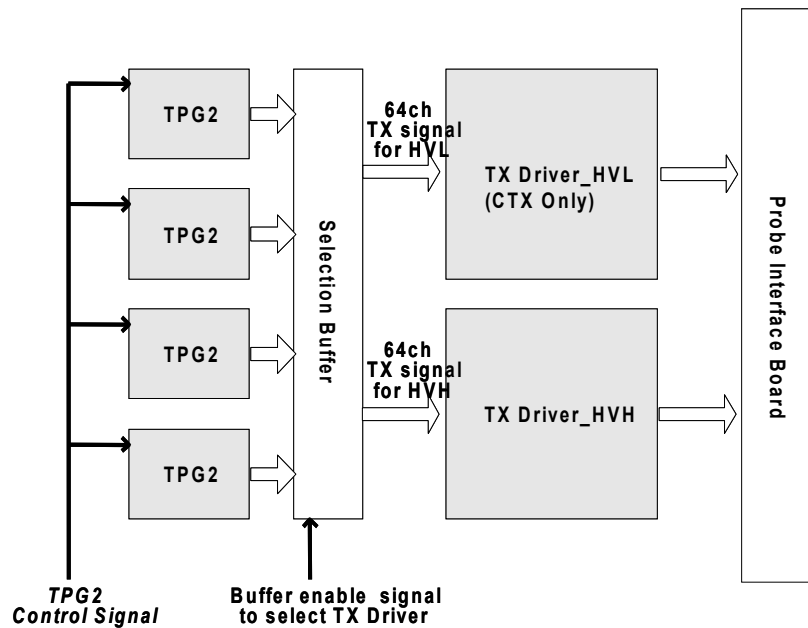 TPG2
TPG2
TPG2
TPG2
Selection Buffer
64ch
TX signal
for HVL
64ch
TX signal
for HVH
TX Driver_HVL
(CTX Only)
TX Driver_HVH
Probe Interface Board
TPG2
Control Signal
Buffer enable signal
to select TX Driver